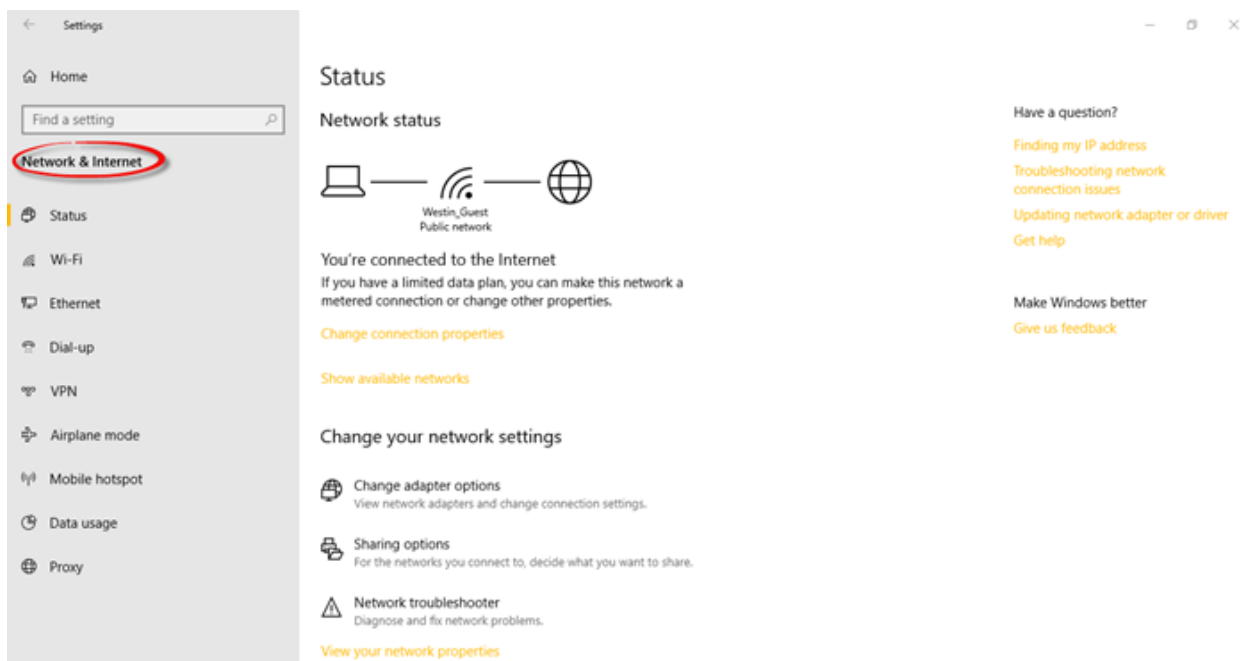 Settings
Home
Find a setting
Network & Internet
Status
Wi-Fi
Ethernet
Dial-up
VPN
Airplane mode
Mobile hotspot
Data usage
Proxy
Status
Network status
Westin_Guest
Public network
You're connected to the Internet
If you have a limited data plan, you can make this network a
metered connection or change other properties.
Change connection properties
Show available networks
Change your network settings
Change adapter options
View network adapters and change connection settings.
Sharing options
For the networks you connect to, decide what you want to share.
Network troubleshooter
Diagnose and fix network problems.
View your network properties
Have a question?
Finding my IP address
Troubleshooting network
connection issues
Updating network adapter or driver
Get help
Make Windows better
Give us feedback